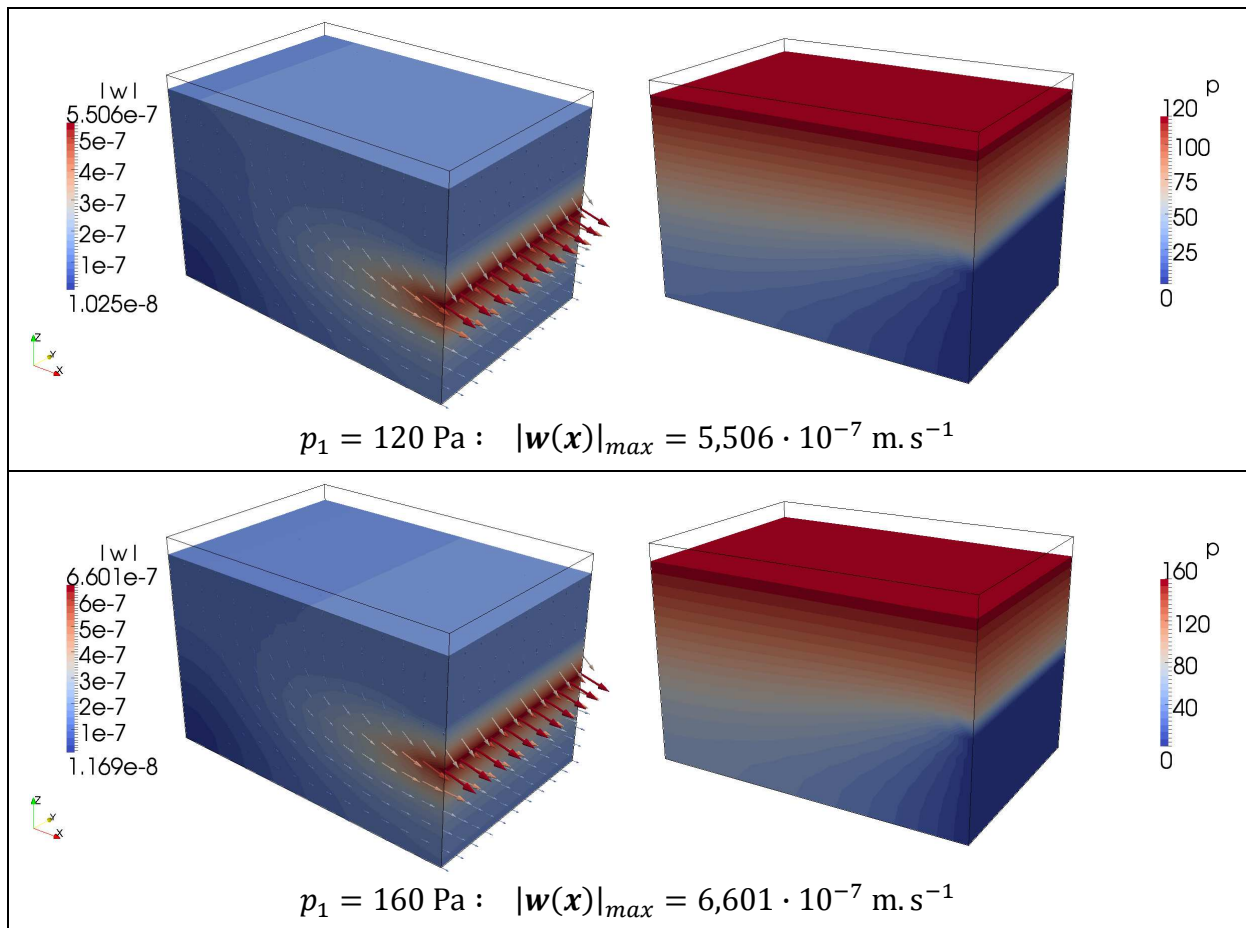 |w|
5.506e-7
5e-7
4e-7
3e-7
2e-7
1e-7
1.025e-8
Z
Y
X
p
120
100
75
50
25
0
p₁ = 120 Pa : |w(x)|ₘₐₓ = 5,506 · 10⁻⁷ m. s⁻¹
|w|
6.601e-7
6e-7
5e-7
4e-7
3e-7
2e-7
1e-7
1.169e-8
Z
Y
X
p
160
120
80
40
0
p₁ = 160 Pa : |w(x)|ₘₐₓ = 6,601 · 10⁻⁷ m. s⁻¹